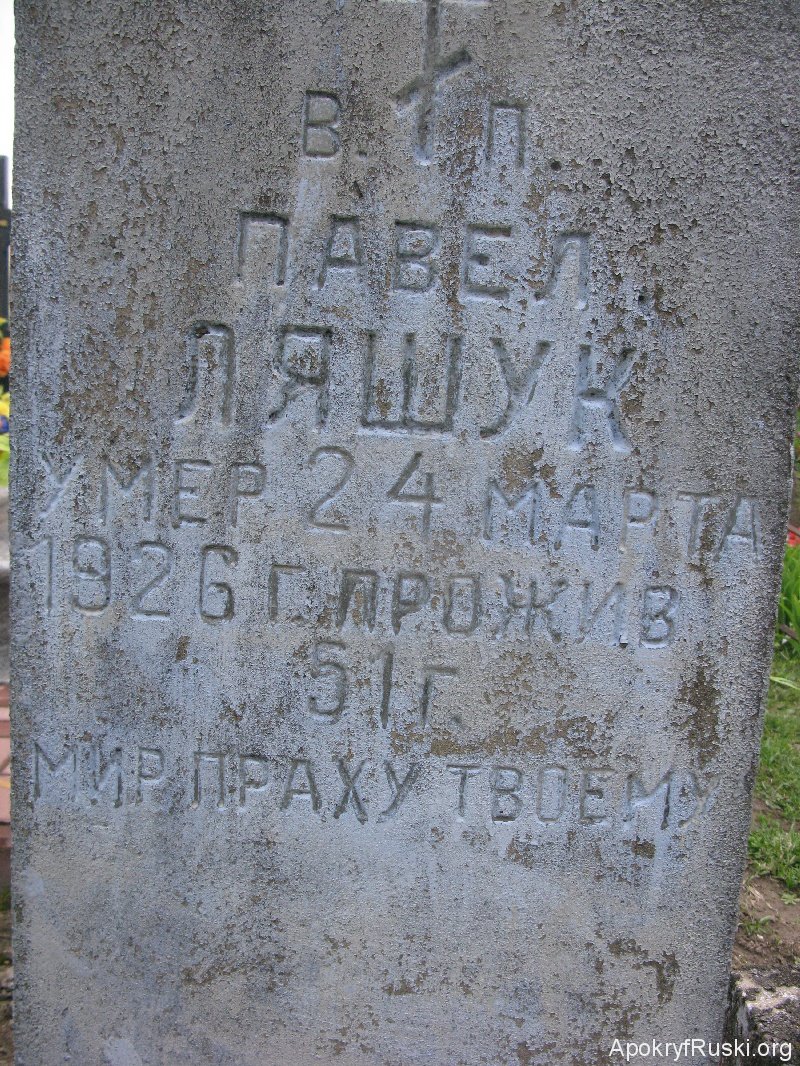 В. П.
ПАВЕЛ
ЛЯШУК
УМЕР 24 МАРТА
1926 Г. ПРОЖИВ
51 Г.
МИР ПРАХУ ТВОЕМУ
ApokryfRuski.org